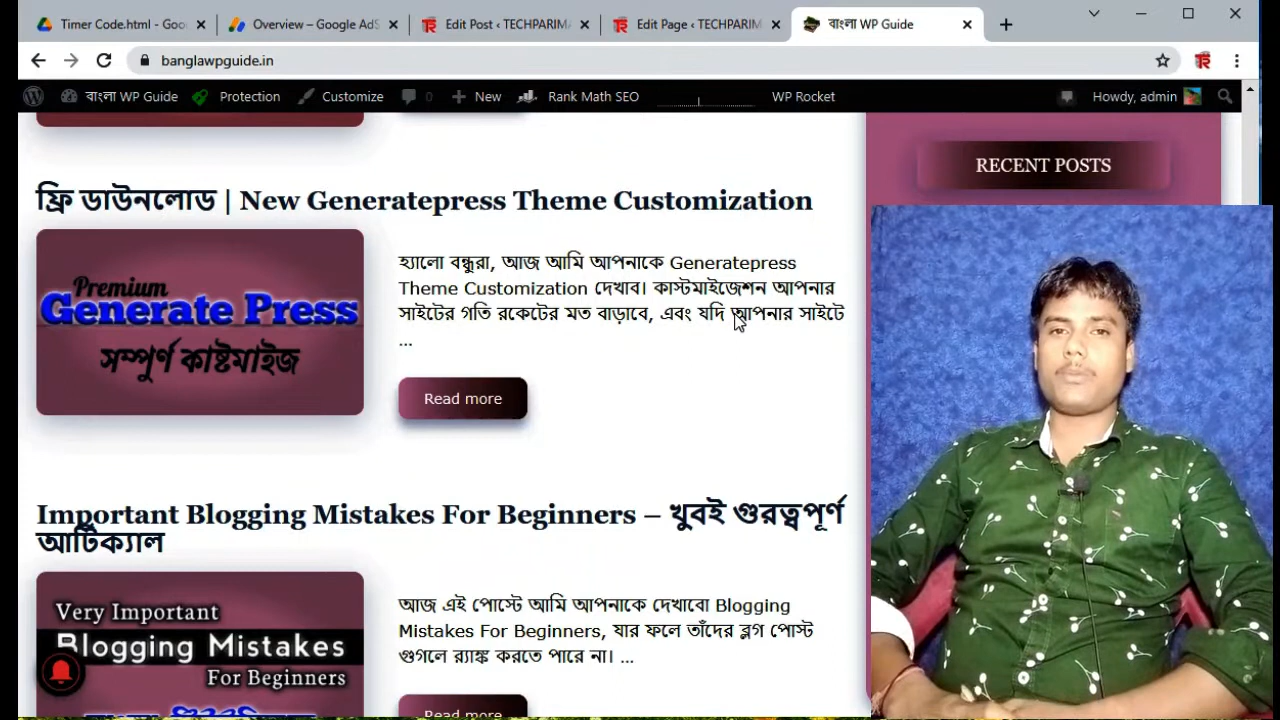 Timer Code.html - Goo
Overview – Google AdS
Edit Post ‹ TECHPARIMA
Edit Page ‹ TECHPARIM
বাংলা WP Guide
banglawpguide.in
বাংলা WP Guide
Protection
Customize
0
New
Rank Math SEO
WP Rocket
Howdy, admin
RECENT POSTS
ফ্রি ডাউনলোড | New Generatepress Theme Customization
Premium
Generate Press
সম্পুর্ণ কাষ্টমাইজ
হ্যালো বন্ধুরা, আজ আমি আপনাকে Generatepress
Theme Customization দেখাব। কাস্টমাইজেশন আপনার
সাইটের গতি রকেটের মত বাড়াবে, এবং যদি আপনার সাইটে
...
Read more
Important Blogging Mistakes For Beginners – খুবই গুরত্বপূর্ণ
আর্টিক্যাল
Very Important
Blogging Mistakes
For Beginners
আজ এই পোস্টে আমি আপনাকে দেখাবো Blogging
Mistakes For Beginners, যার ফলে তাঁদের ব্লগ পোস্ট
গুগলে র‍্যাঙ্ক করতে পারে না। ...
Read more